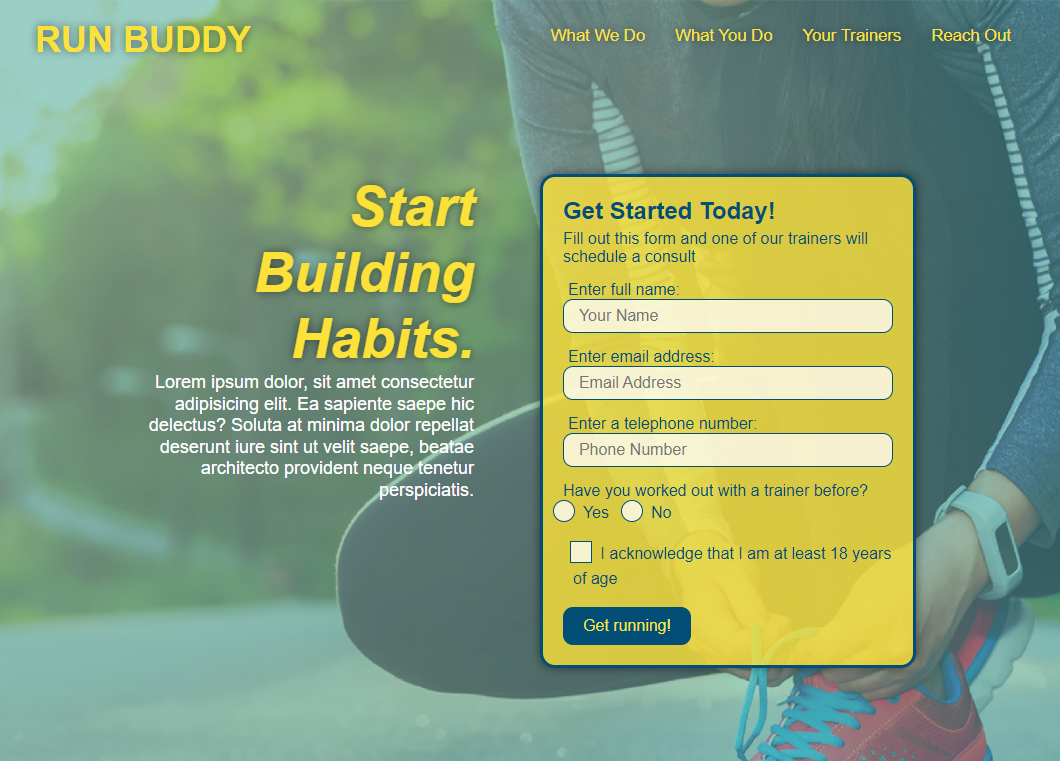 RUN BUDDY
What We Do
What You Do
Your Trainers
Reach Out
Start
Building
Habits.
Lorem ipsum dolor, sit amet consectetur
adipisicing elit. Ea sapiente saepe hic
delectus? Soluta at minima dolor repellat
deserunt iure sint ut velit saepe, beatae
architecto provident neque tenetur
perspiciatis.
Get Started Today!
Fill out this form and one of our trainers will
schedule a consult
Enter full name:
Your Name
Enter email address:
Email Address
Enter a telephone number:
Phone Number
Have you worked out with a trainer before?
Yes
No
I acknowledge that I am at least 18 years
of age
Get running!